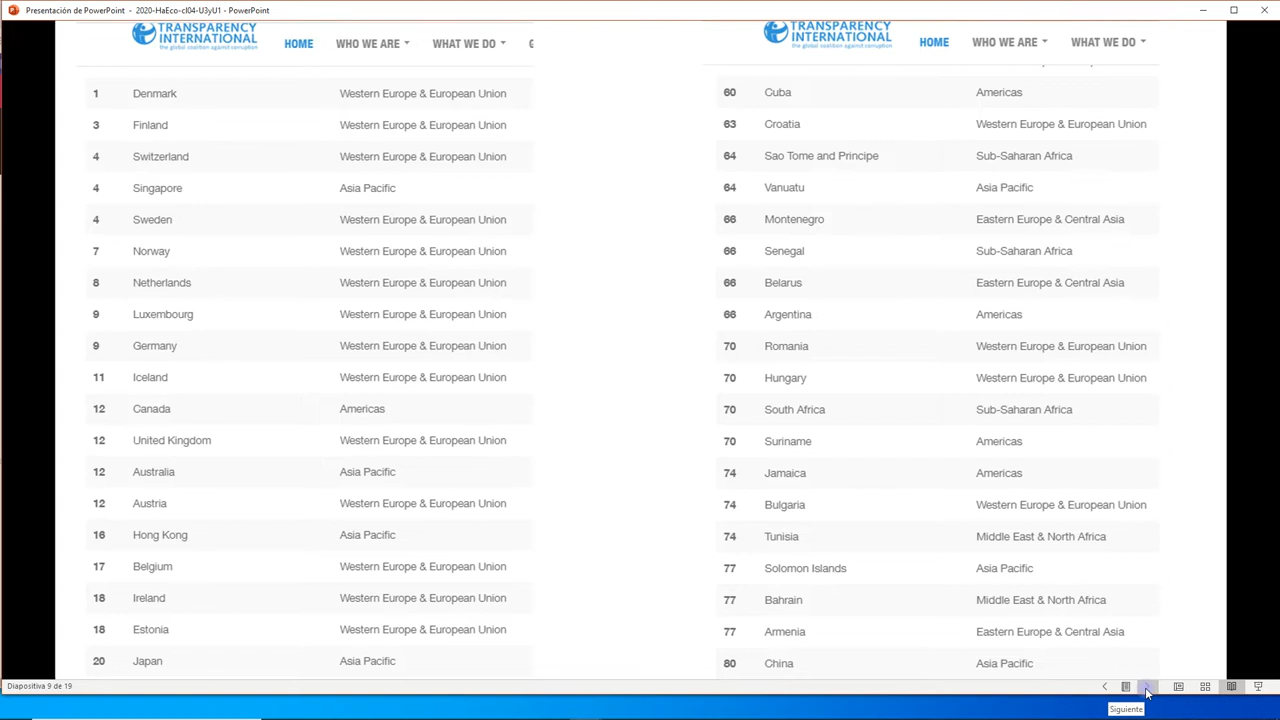 Presentación de PowerPoint - 2020-HaEco-cl04-U3yU1 - PowerPoint
TRANSPARENCY
INTERNATIONAL
the global coalition against corruption
HOME WHO WE ARE WHAT WE DO
1 Denmark Western Europe & European Union
3 Finland Western Europe & European Union
4 Switzerland Western Europe & European Union
4 Singapore Asia Pacific
4 Sweden Western Europe & European Union
7 Norway Western Europe & European Union
8 Netherlands Western Europe & European Union
9 Luxembourg Western Europe & European Union
9 Germany Western Europe & European Union
11 Iceland Western Europe & European Union
12 Canada Americas
12 United Kingdom Western Europe & European Union
12 Australia Asia Pacific
12 Austria Western Europe & European Union
16 Hong Kong Asia Pacific
17 Belgium Western Europe & European Union
18 Ireland Western Europe & European Union
18 Estonia Western Europe & European Union
20 Japan Asia Pacific
TRANSPARENCY
INTERNATIONAL
the global coalition against corruption
HOME WHO WE ARE WHAT WE DO
60 Cuba Americas
63 Croatia Western Europe & European Union
64 Sao Tome and Principe Sub-Saharan Africa
64 Vanuatu Asia Pacific
66 Montenegro Eastern Europe & Central Asia
66 Senegal Sub-Saharan Africa
66 Belarus Eastern Europe & Central Asia
66 Argentina Americas
70 Romania Western Europe & European Union
70 Hungary Western Europe & European Union
70 South Africa Sub-Saharan Africa
70 Suriname Americas
74 Jamaica Americas
74 Bulgaria Western Europe & European Union
74 Tunisia Middle East & North Africa
77 Solomon Islands Asia Pacific
77 Bahrain Middle East & North Africa
77 Armenia Eastern Europe & Central Asia
80 China Asia Pacific
Diapositiva 9 de 19
Siguiente